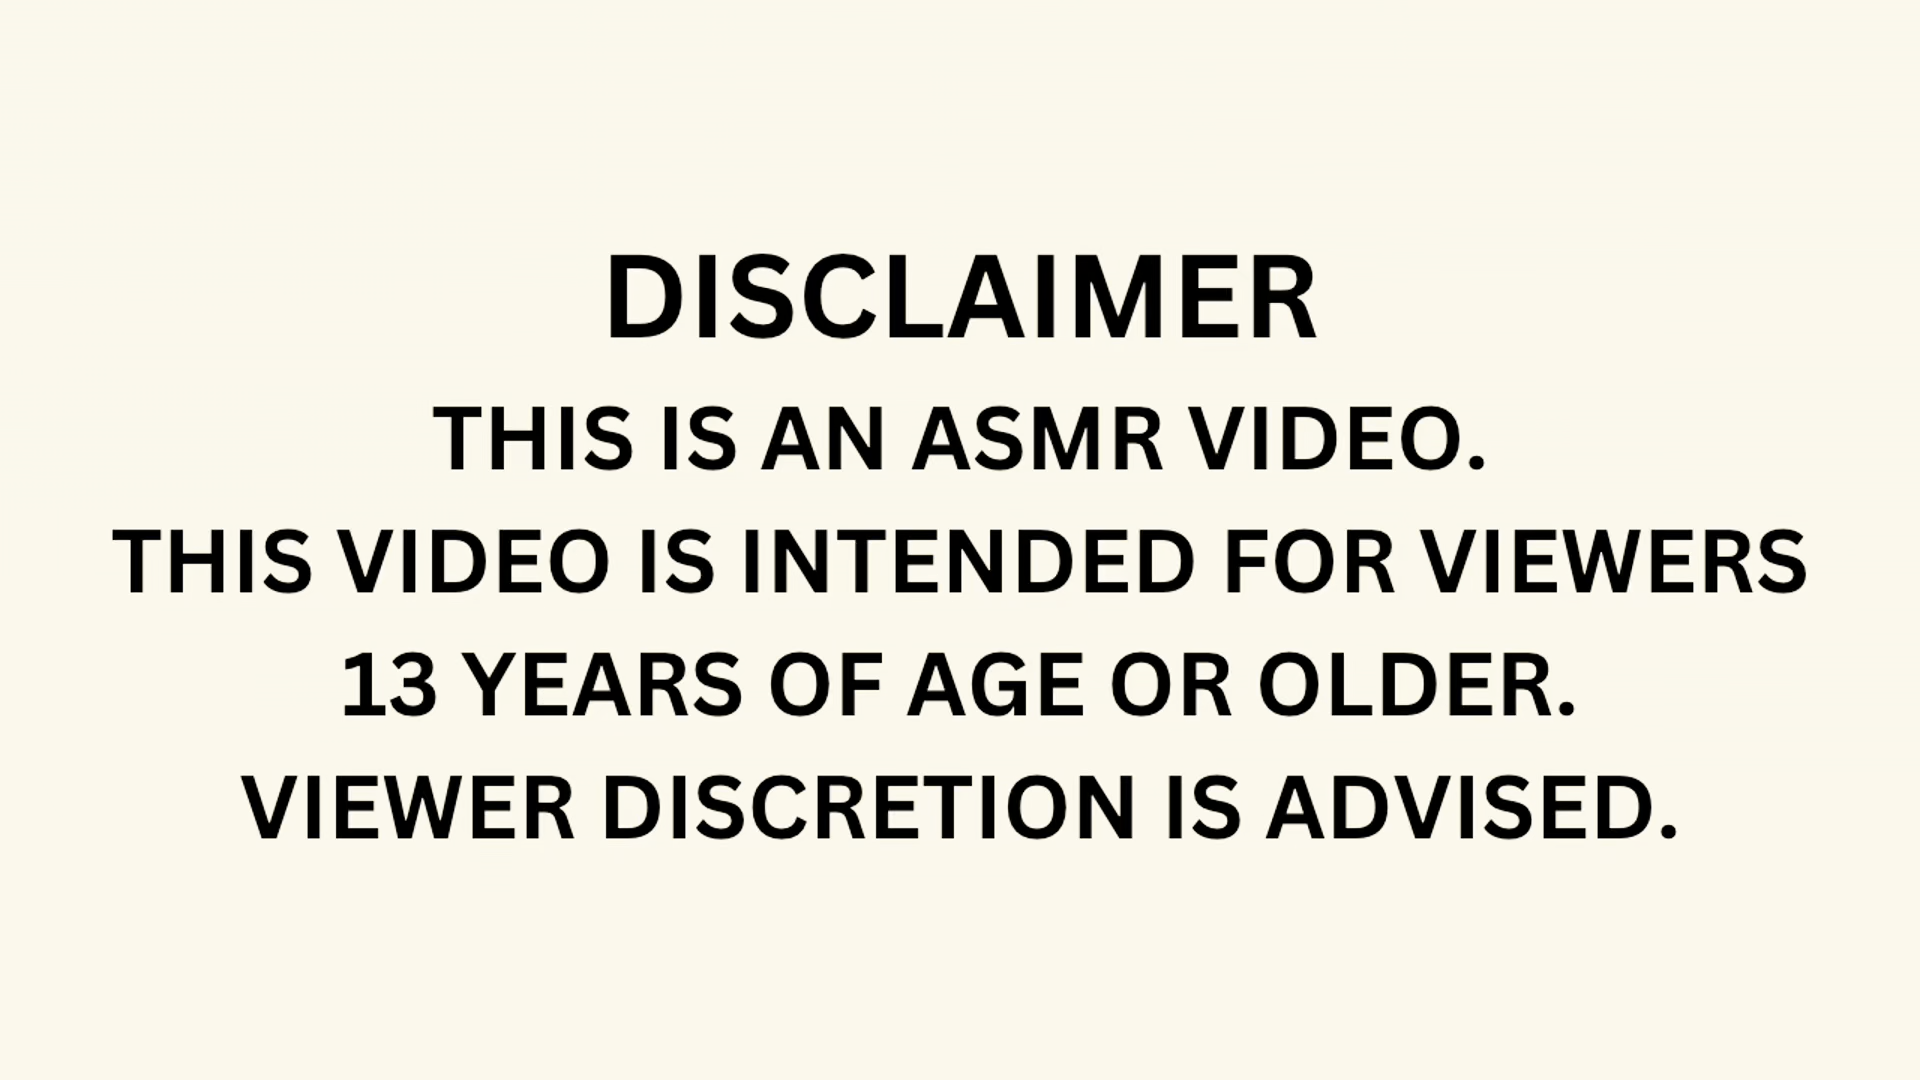 DISCLAIMER
THIS IS AN ASMR VIDEO.
THIS VIDEO IS INTENDED FOR VIEWERS
13 YEARS OF AGE OR OLDER.
VIEWER DISCRETION IS ADVISED.